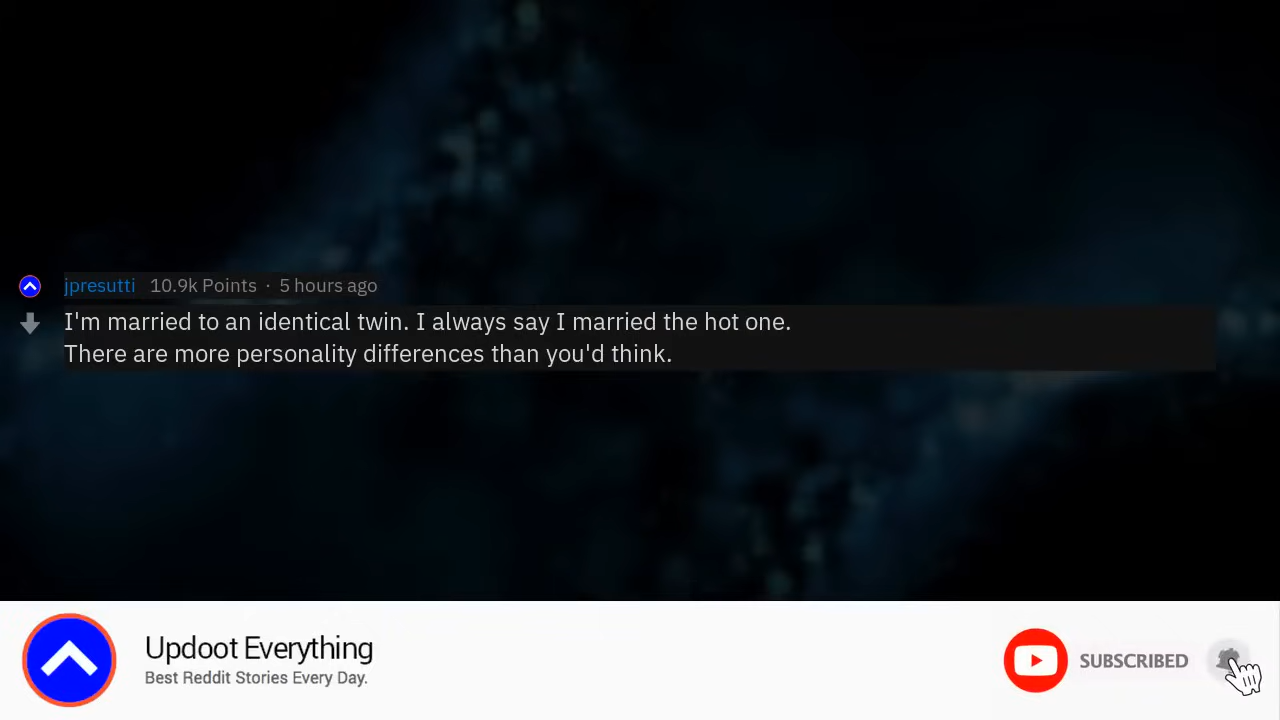 jpresutti 10.9k Points · 5 hours ago
I'm married to an identical twin. I always say I married the hot one.
There are more personality differences than you'd think.
Updoot Everything
Best Reddit Stories Every Day.
SUBSCRIBED